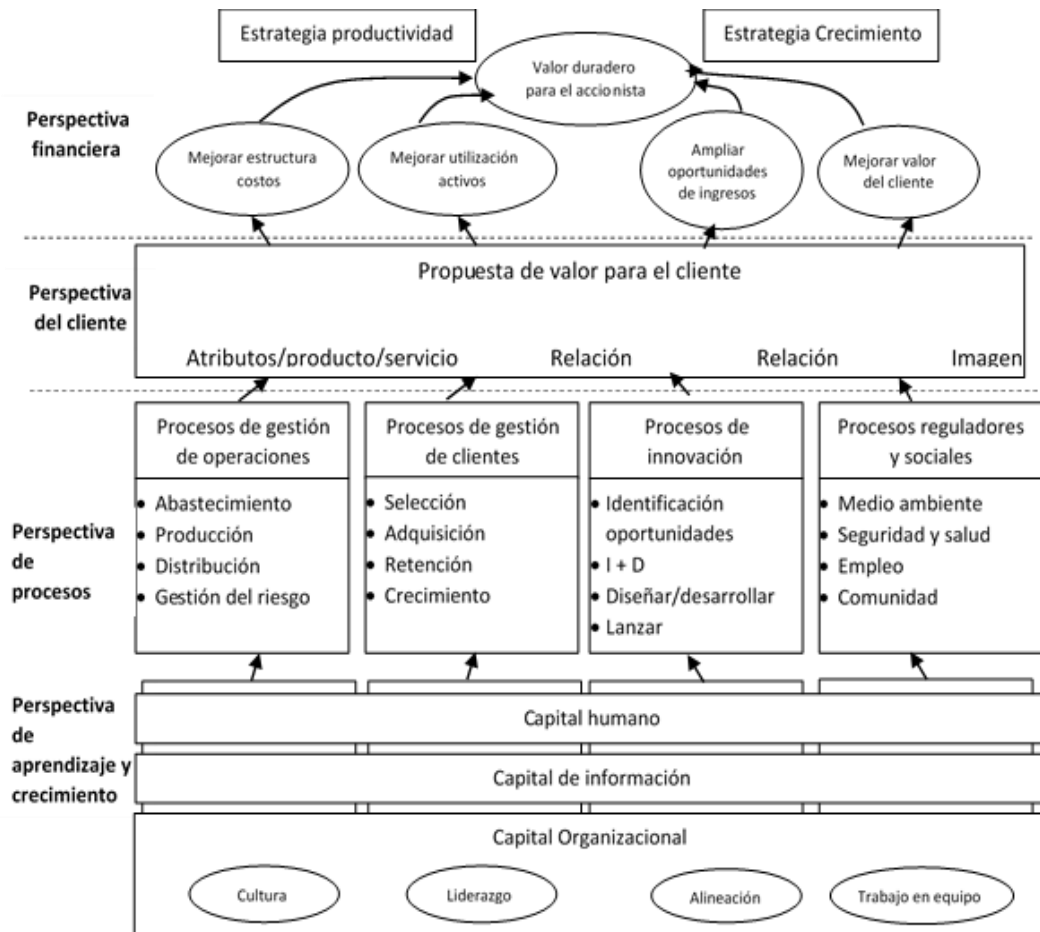 Estrategia productividad
Estrategia Crecimiento
Valor duradero
para el accionista
Perspectiva
financiera
Mejorar estructura
costos
Mejorar utilización
activos
Ampliar
oportunidades
de ingresos
Mejorar valor
del cliente
Perspectiva
del cliente
Propuesta de valor para el cliente
Atributos/producto/servicio Relación Relación Imagen
Perspectiva
de
procesos
Procesos de gestión
de operaciones
• Abastecimiento
• Producción
• Distribución
• Gestión del riesgo
Procesos de gestión
de clientes
• Selección
• Adquisición
• Retención
• Crecimiento
Procesos de
innovación
• Identificación
oportunidades
• I + D
• Diseñar/desarrollar
• Lanzar
Procesos reguladores
y sociales
• Medio ambiente
• Seguridad y salud
• Empleo
• Comunidad
Perspectiva
de
aprendizaje y
crecimiento
Capital humano
Capital de información
Capital Organizacional
Cultura
Liderazgo
Alineación
Trabajo en equipo